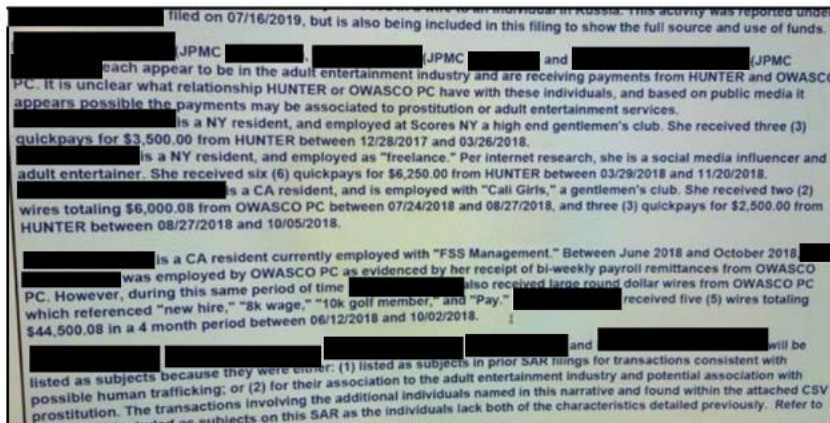 filed on 07/16/2019, but is also being included in this filing to show the full source and use of funds.
(JPMC , (JPMC and (JPMC
each appear to be in the adult entertainment industry and are receiving payments from HUNTER and OWASCO
PC. It is unclear what relationship HUNTER or OWASCO PC have with these individuals, and based on public media it
appears possible the payments may be associated to prostitution or adult entertainment services.
is a NY resident, and employed at Scores NY a high end gentlemen's club. She received three (3)
quickpays for $3,500.00 from HUNTER between 12/28/2017 and 03/26/2018.
is a NY resident, and employed as "freelance." Per internet research, she is a social media influencer and
adult entertainer. She received six (6) quickpays for $6,250.00 from HUNTER between 03/29/2018 and 11/20/2018.
is a CA resident, and is employed with "Cali Girls," a gentlemen's club. She received two (2)
wires totaling $6,000.08 from OWASCO PC between 07/24/2018 and 08/27/2018, and three (3) quickpays for $2,500.00 from
HUNTER between 08/27/2018 and 10/05/2018.
is a CA resident currently employed with "FSS Management." Between June 2018 and October 2018,
was employed by OWASCO PC as evidenced by her receipt of bi-weekly payroll remittances from OWASCO
PC. However, during this same period of time also received large round dollar wires from OWASCO PC
which referenced "new hire," "8k wage," "10k golf member," and "Pay." received five (5) wires totaling
$44,500.08 in a 4 month period between 06/12/2018 and 10/02/2018.
and will be
listed as subjects because they were either: (1) listed as subjects in prior SAR filings for transactions consistent with
possible human trafficking; or (2) for their association to the adult entertainment industry and potential association with
prostitution. The transactions involving the additional individuals named in this narrative and found within the attached CSV
as subjects on this SAR as the individuals lack both of the characteristics detailed previously. Refer to